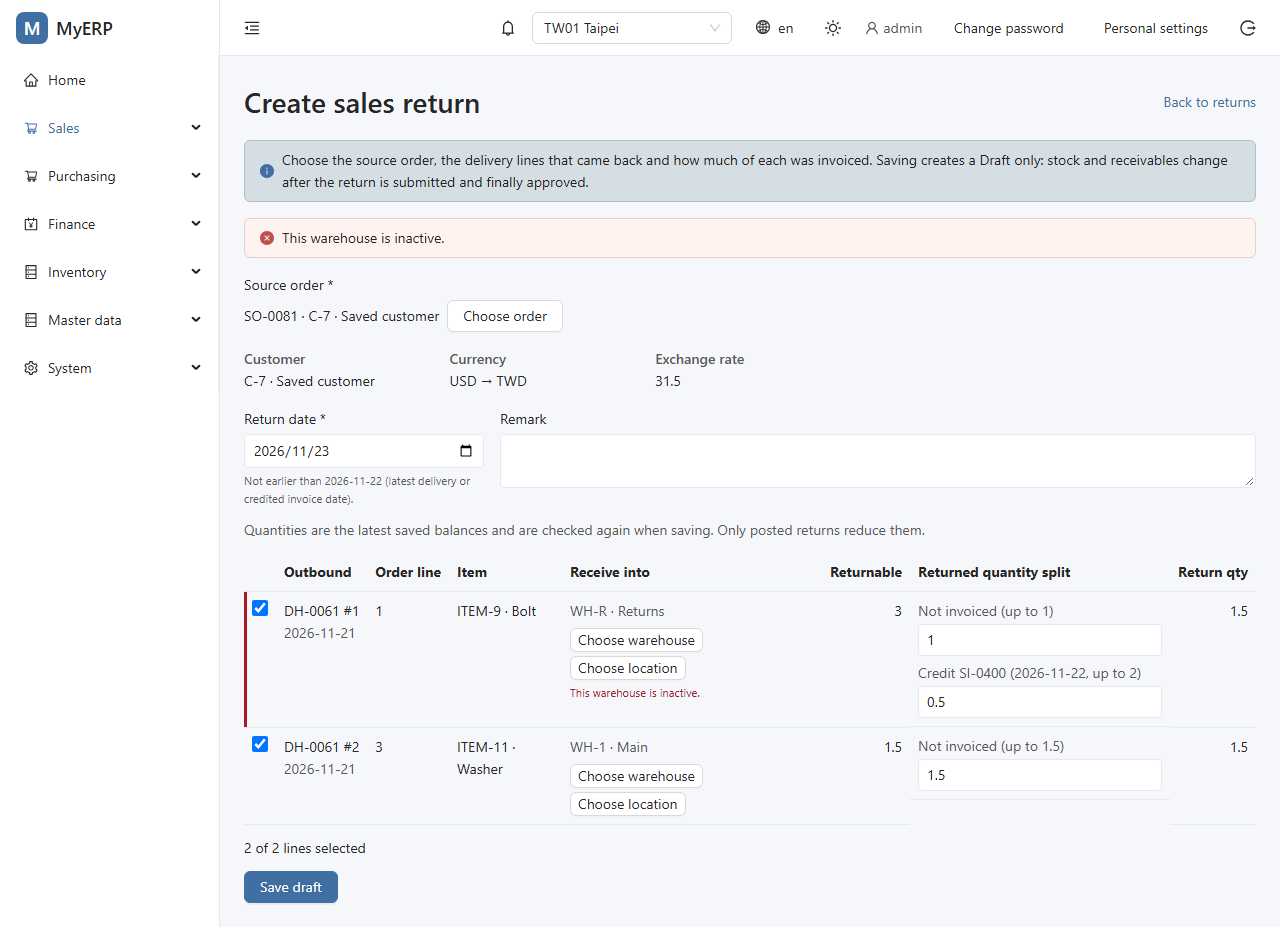 M MyERP
TW01 Taipei
en
admin
Change password
Personal settings
Home
Sales
Purchasing
Finance
Inventory
Master data
System
Create sales return
Back to returns
Choose the source order, the delivery lines that came back and how much of each was invoiced. Saving creates a Draft only: stock and receivables change
after the return is submitted and finally approved.
This warehouse is inactive.
Source order *
SO-0081 · C-7 · Saved customer
Choose order
Customer
C-7 · Saved customer
Currency
USD → TWD
Exchange rate
31.5
Return date *
2026/11/23
Not earlier than 2026-11-22 (latest delivery or
credited invoice date).
Remark
Quantities are the latest saved balances and are checked again when saving. Only posted returns reduce them.
Outbound Order line Item Receive into Returnable Returned quantity split Return qty
DH-0061 #1
2026-11-21
1
ITEM-9 · Bolt
WH-R · Returns
Choose warehouse
Choose location
This warehouse is inactive.
3
Not invoiced (up to 1)
1
Credit SI-0400 (2026-11-22, up to 2)
0.5
1.5
DH-0061 #2
2026-11-21
3
ITEM-11 ·
Washer
WH-1 · Main
Choose warehouse
Choose location
1.5
Not invoiced (up to 1.5)
1.5
1.5
2 of 2 lines selected
Save draft